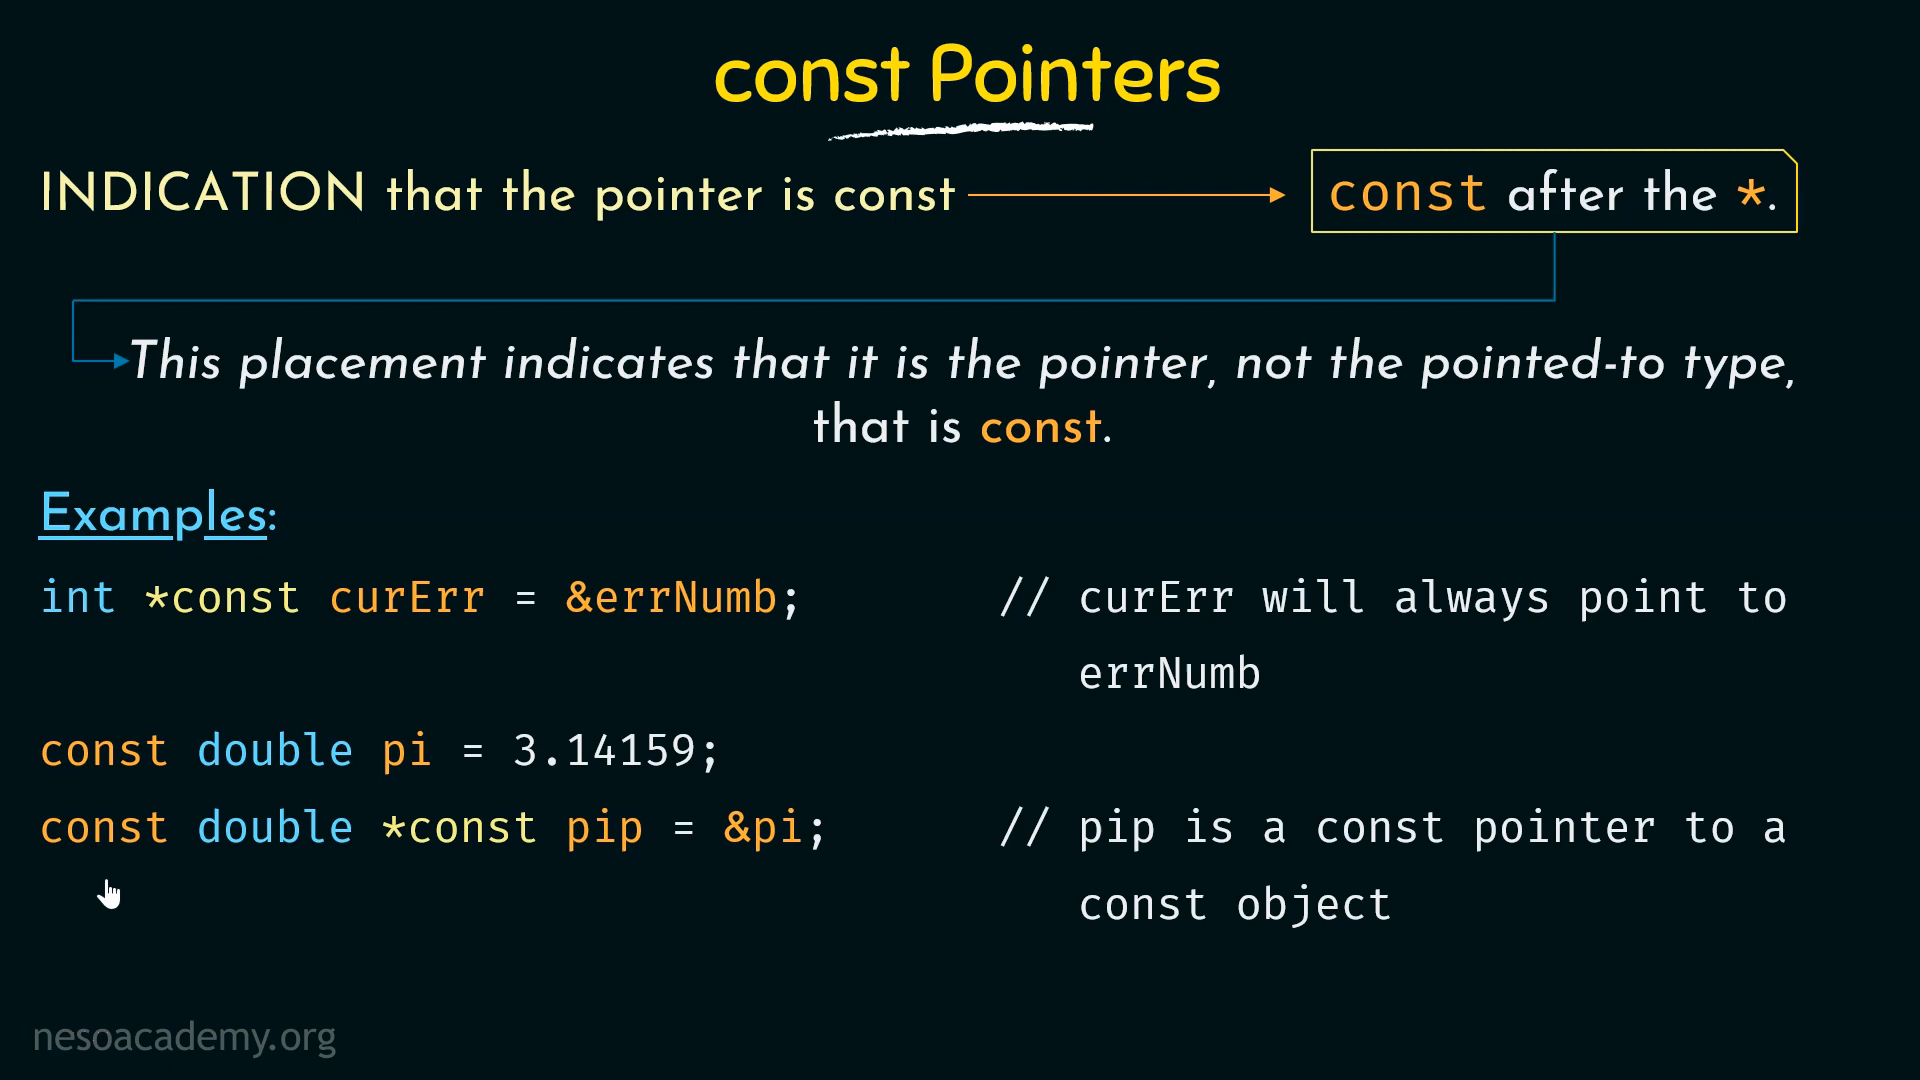 const Pointers
INDICATION that the pointer is const
const after the *.
This placement indicates that it is the pointer, not the pointed-to type,
that is const.
Examples:
int *const curErr = &errNumb; // curErr will always point to
errNumb
const double pi = 3.14159;
const double *const pip = &pi; // pip is a const pointer to a
const object
nesoacademy.org